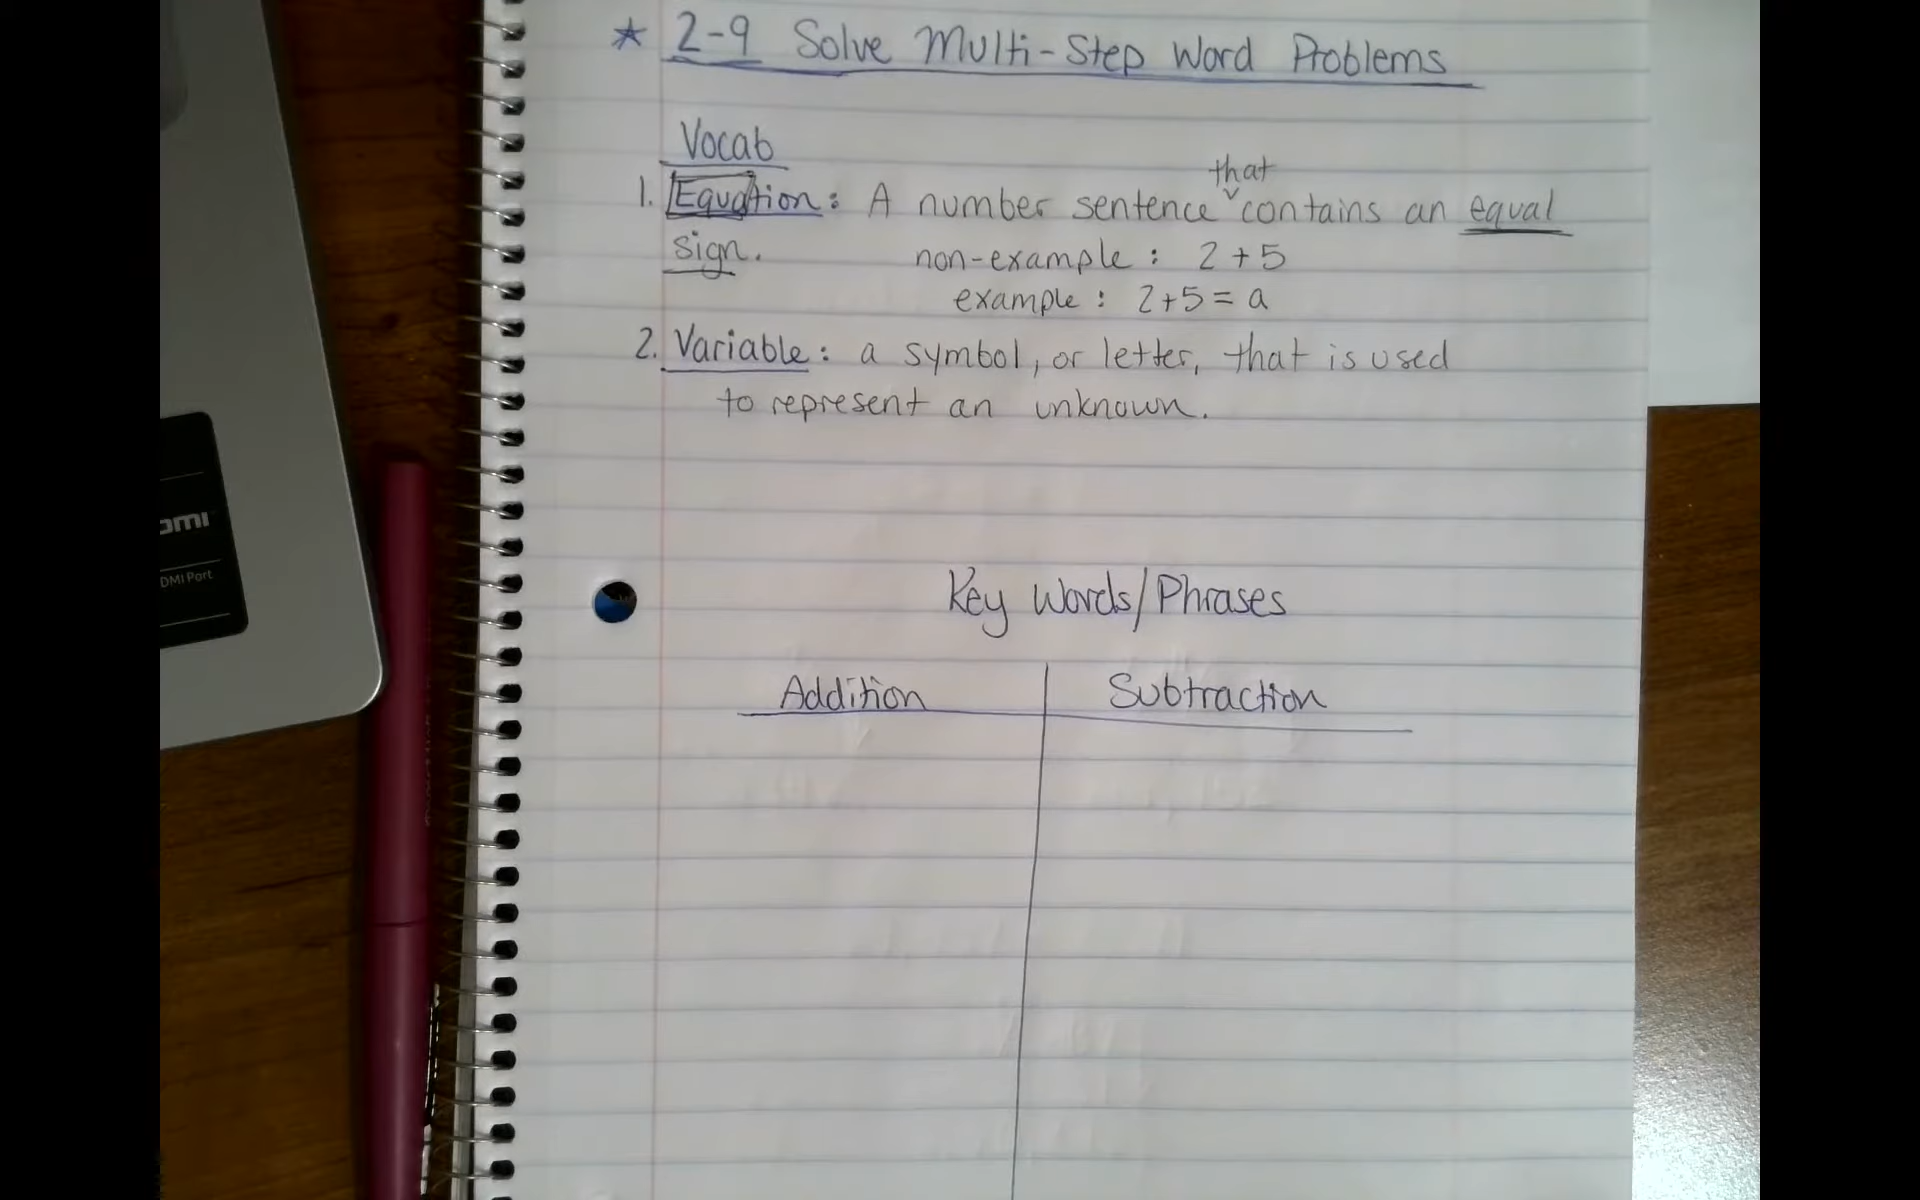 * 2-9 Solve Multi-Step Word Problems
Vocab
that
1. Equation: A number sentence ˅ contains an equal
sign.
non-example: 2+5
example: 2+5=a
2. Variable: a symbol, or letter, that is used
to represent an unknown.
Key Words/Phrases
Addition Subtraction
DMI Port